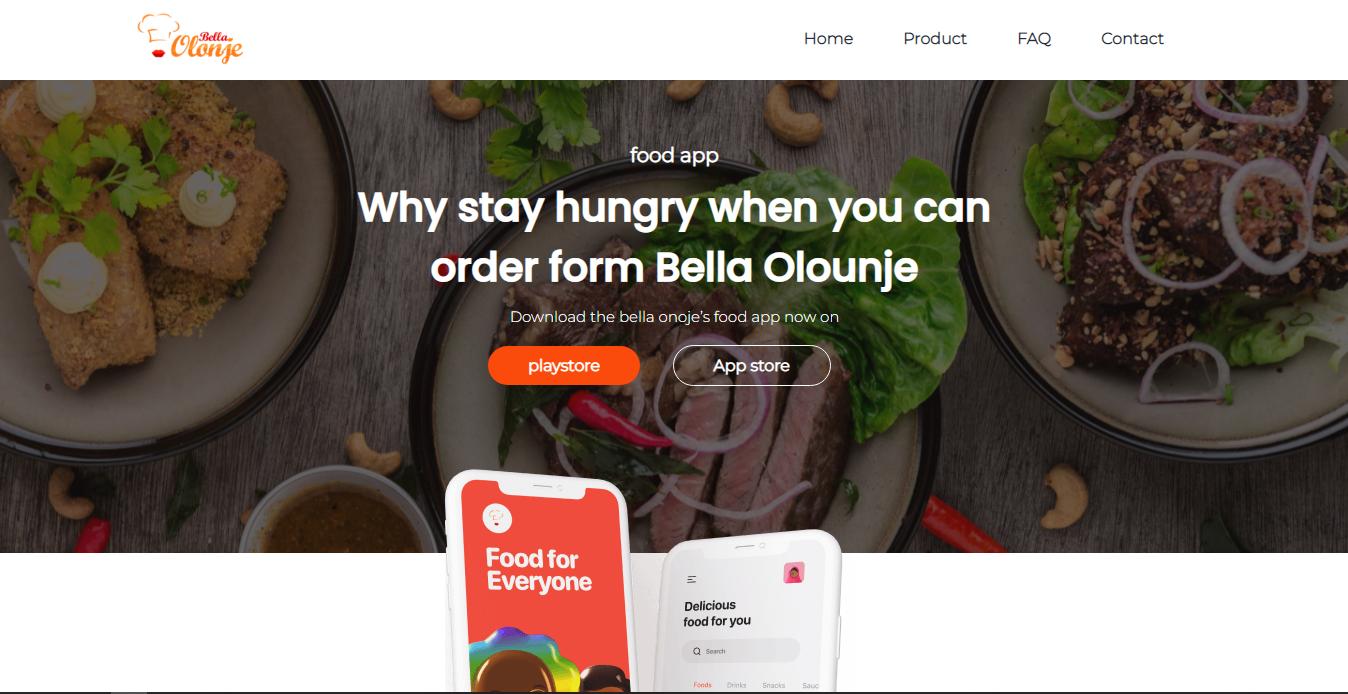 Bella
Olonje
Home Product FAQ Contact
food app
Why stay hungry when you can
order form Bella Olounje
Download the bella onoje's food app now on
playstore App store
Food for
Everyone
Delicious
food for you
Search
Foods Drinks Snacks Sauc